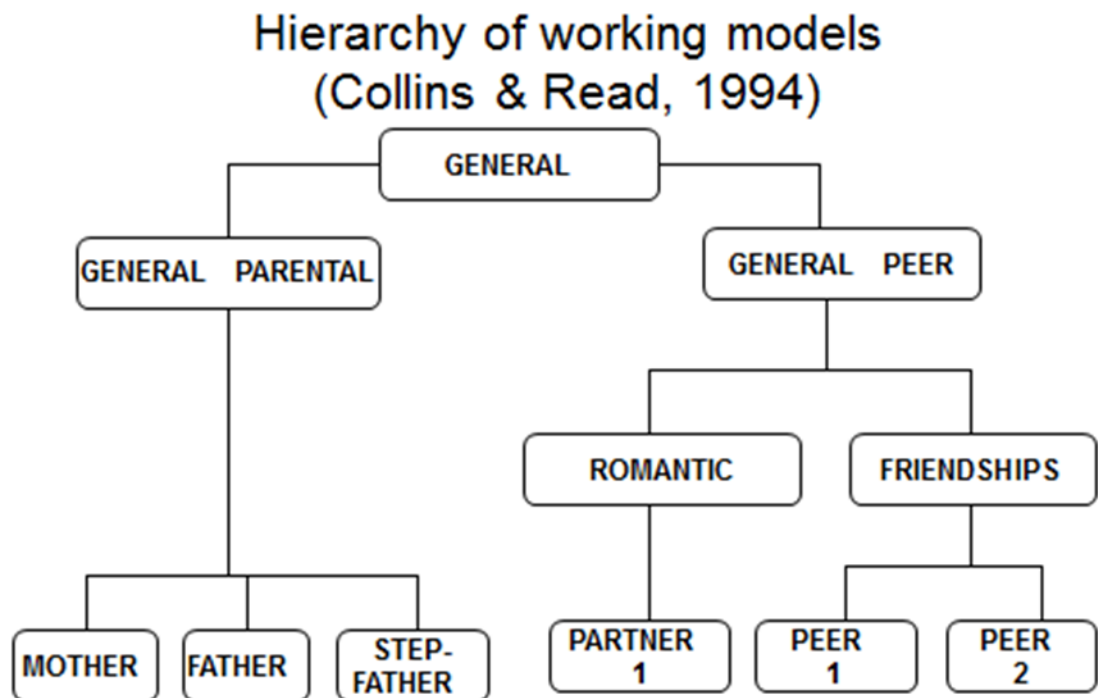 Hierarchy of working models
(Collins & Read, 1994)
GENERAL
GENERAL PARENTAL
GENERAL PEER
ROMANTIC
FRIENDSHIPS
MOTHER
FATHER
STEP-
FATHER
PARTNER
1
PEER
1
PEER
2